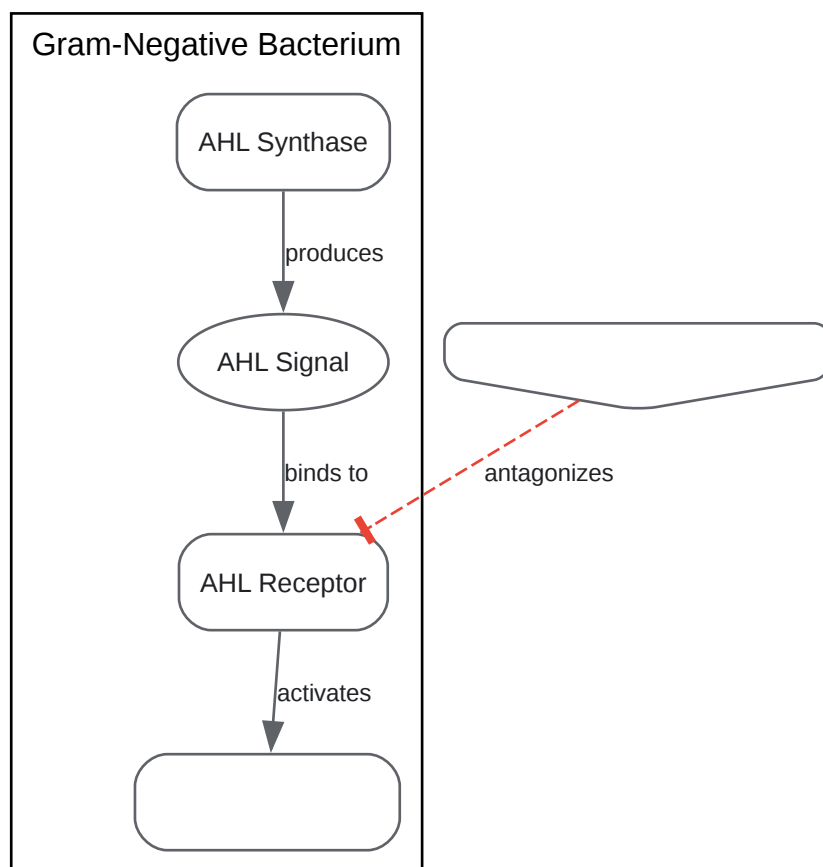 Gram-Negative Bacterium
AHL Synthase
produces
AHL Signal
binds to
antagonizes
AHL Receptor
activates